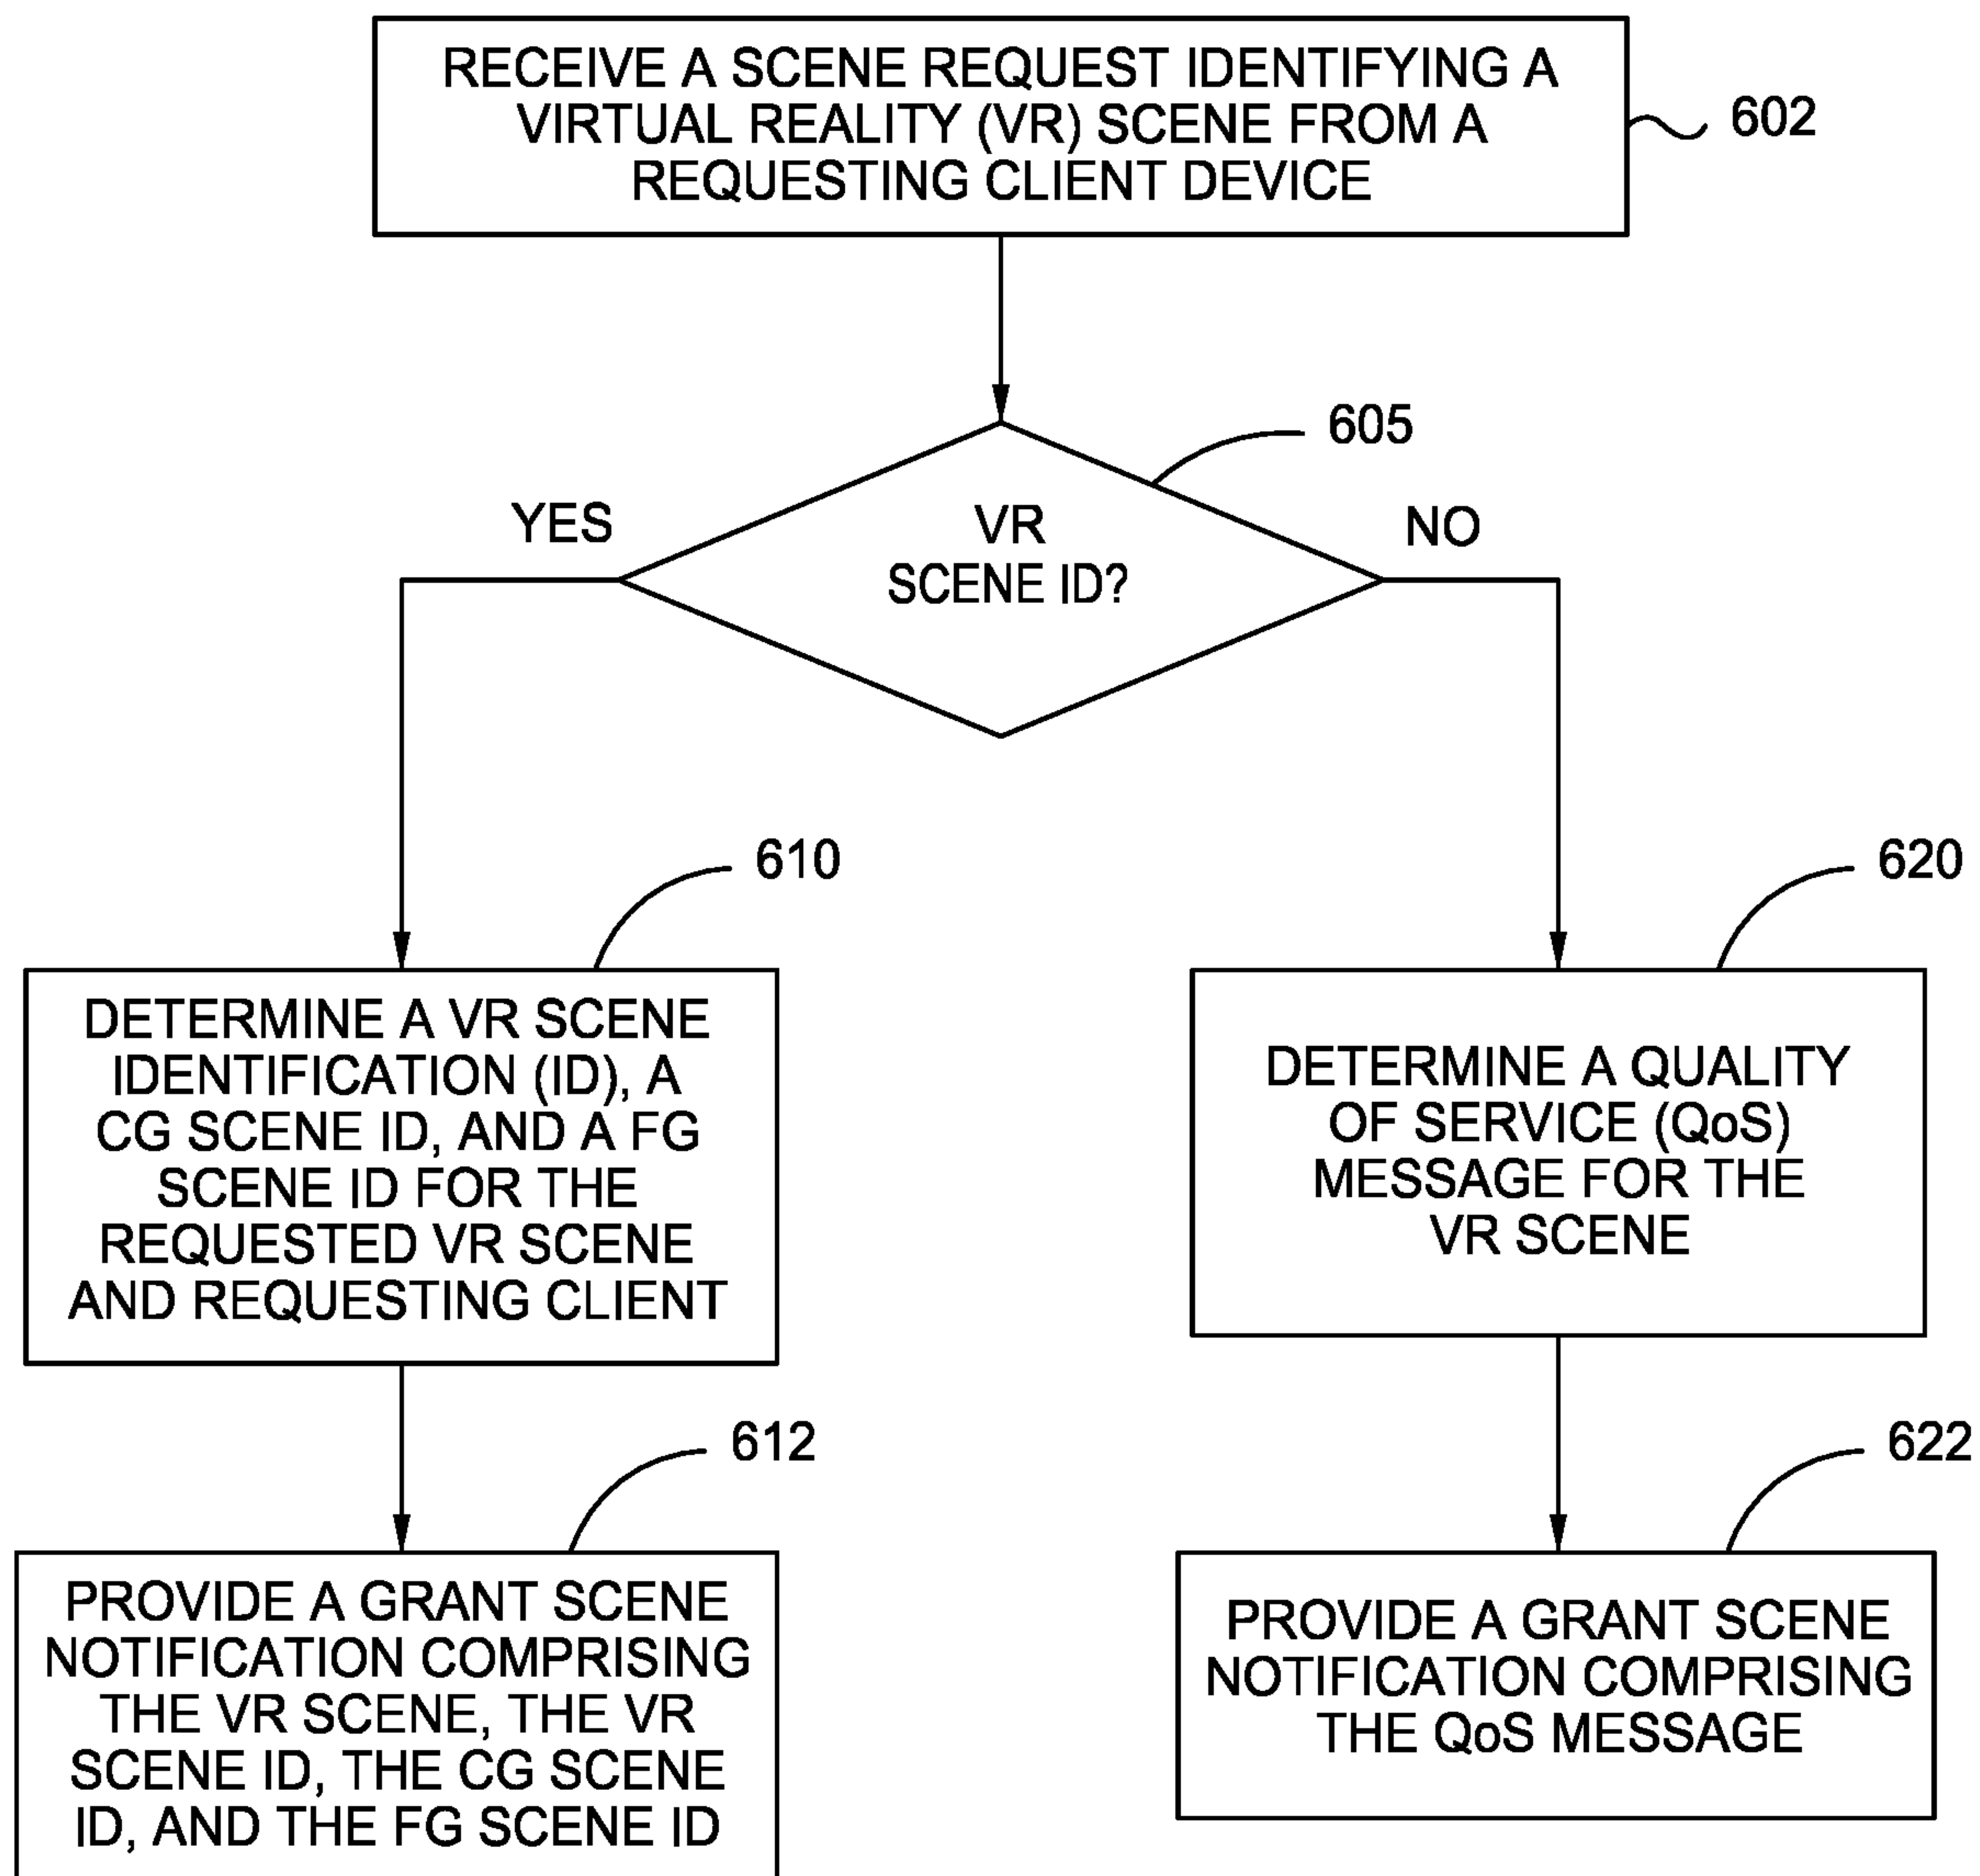 RECEIVE A SCENE REQUEST IDENTIFYING A
VIRTUAL REALITY (VR) SCENE FROM A
REQUESTING CLIENT DEVICE
602
605
VR
SCENE ID?
YES
NO
610
DETERMINE A VR SCENE
IDENTIFICATION (ID), A
CG SCENE ID, AND A FG
SCENE ID FOR THE
REQUESTED VR SCENE
AND REQUESTING CLIENT
620
DETERMINE A QUALITY
OF SERVICE (QoS)
MESSAGE FOR THE
VR SCENE
612
PROVIDE A GRANT SCENE
NOTIFICATION COMPRISING
THE VR SCENE, THE VR
SCENE ID, THE CG SCENE
ID, AND THE FG SCENE ID
622
PROVIDE A GRANT SCENE
NOTIFICATION COMPRISING
THE QoS MESSAGE